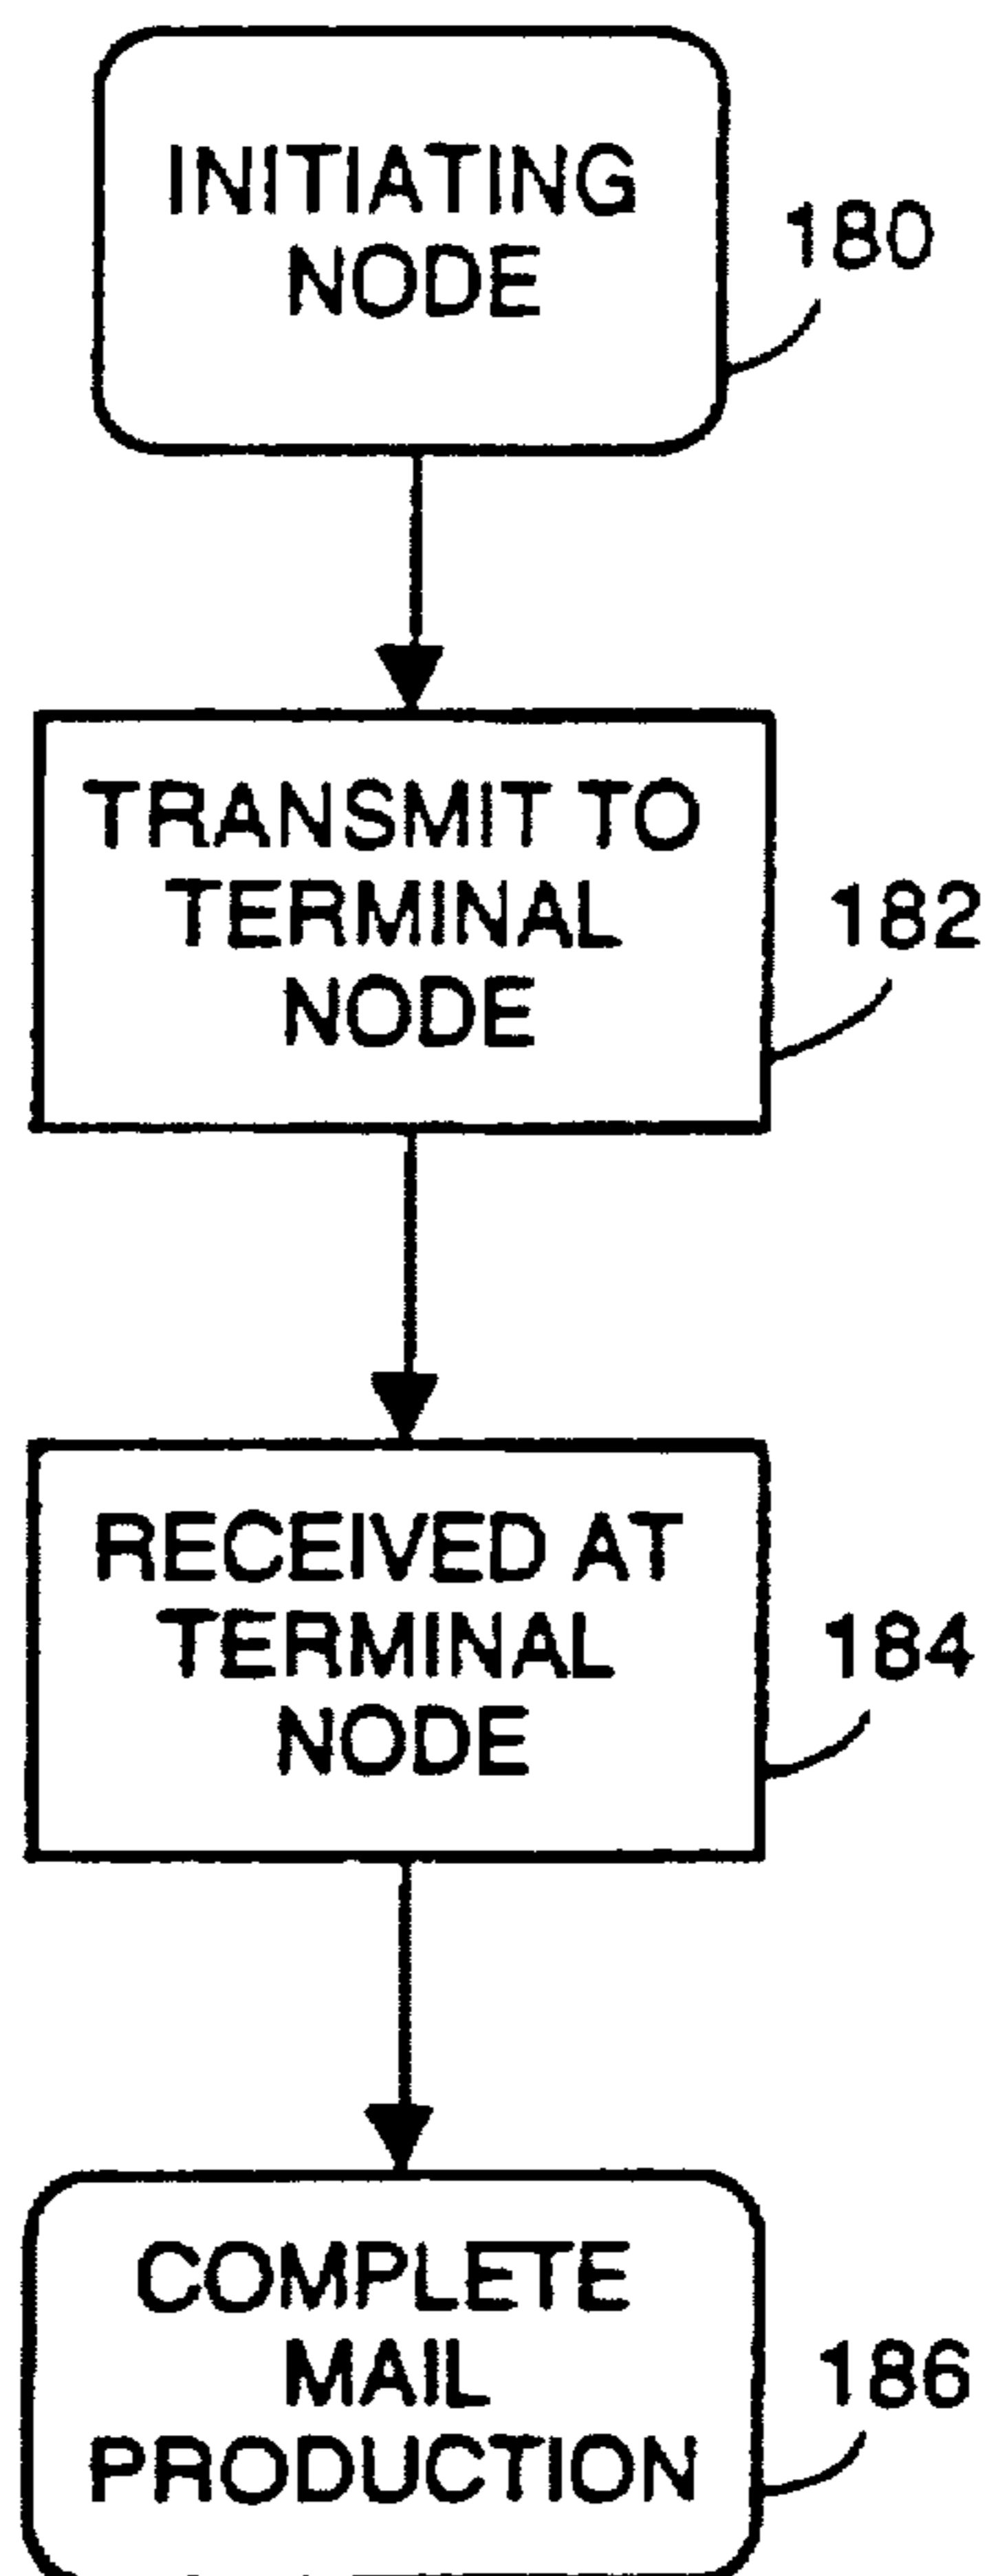 INITIATING
NODE
180
TRANSMIT TO
TERMINAL
NODE
182
RECEIVED AT
TERMINAL
NODE
184
COMPLETE
MAIL
PRODUCTION
186